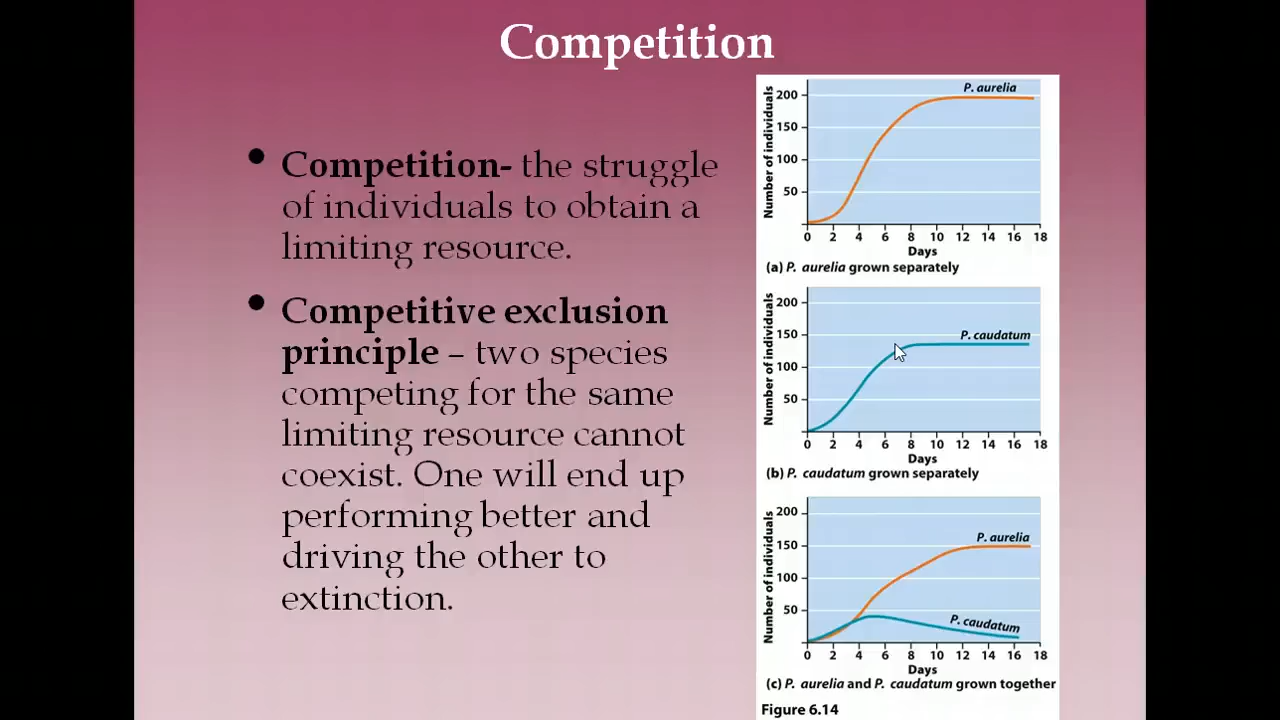 Competition
• Competition- the struggle
of individuals to obtain a
limiting resource.
• Competitive exclusion
principle – two species
competing for the same
limiting resource cannot
coexist. One will end up
performing better and
driving the other to
extinction.
Number of individuals
200
150
100
50
P. aurelia
0 2 4 6 8 10 12 14 16 18
Days
(a) P. aurelia grown separately
Number of individuals
200
150
100
50
P. caudatum
0 2 4 6 8 10 12 14 16 18
Days
(b) P. caudatum grown separately
Number of individuals
200
150
100
50
P. aurelia
P. caudatum
0 2 4 6 8 10 12 14 16 18
Days
(c) P. aurelia and P. caudatum grown together
Figure 6.14